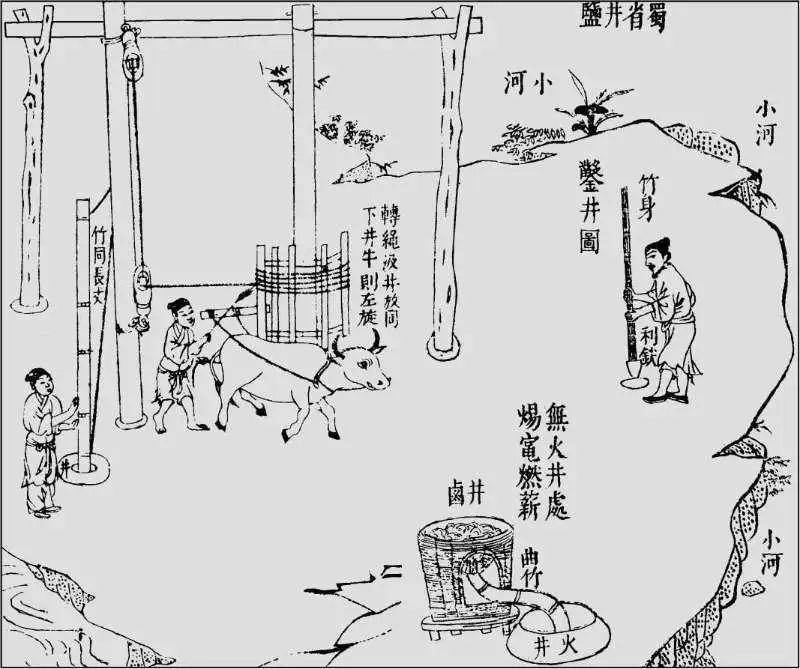 蜀省井鹽
小河
小河
竹身
鑿井圖
利銕
轉繩汲井放同
下井牛則左旋
竹同長丈
井
無火井處
煬竃燃薪
井鹵
曲竹
火井
小河